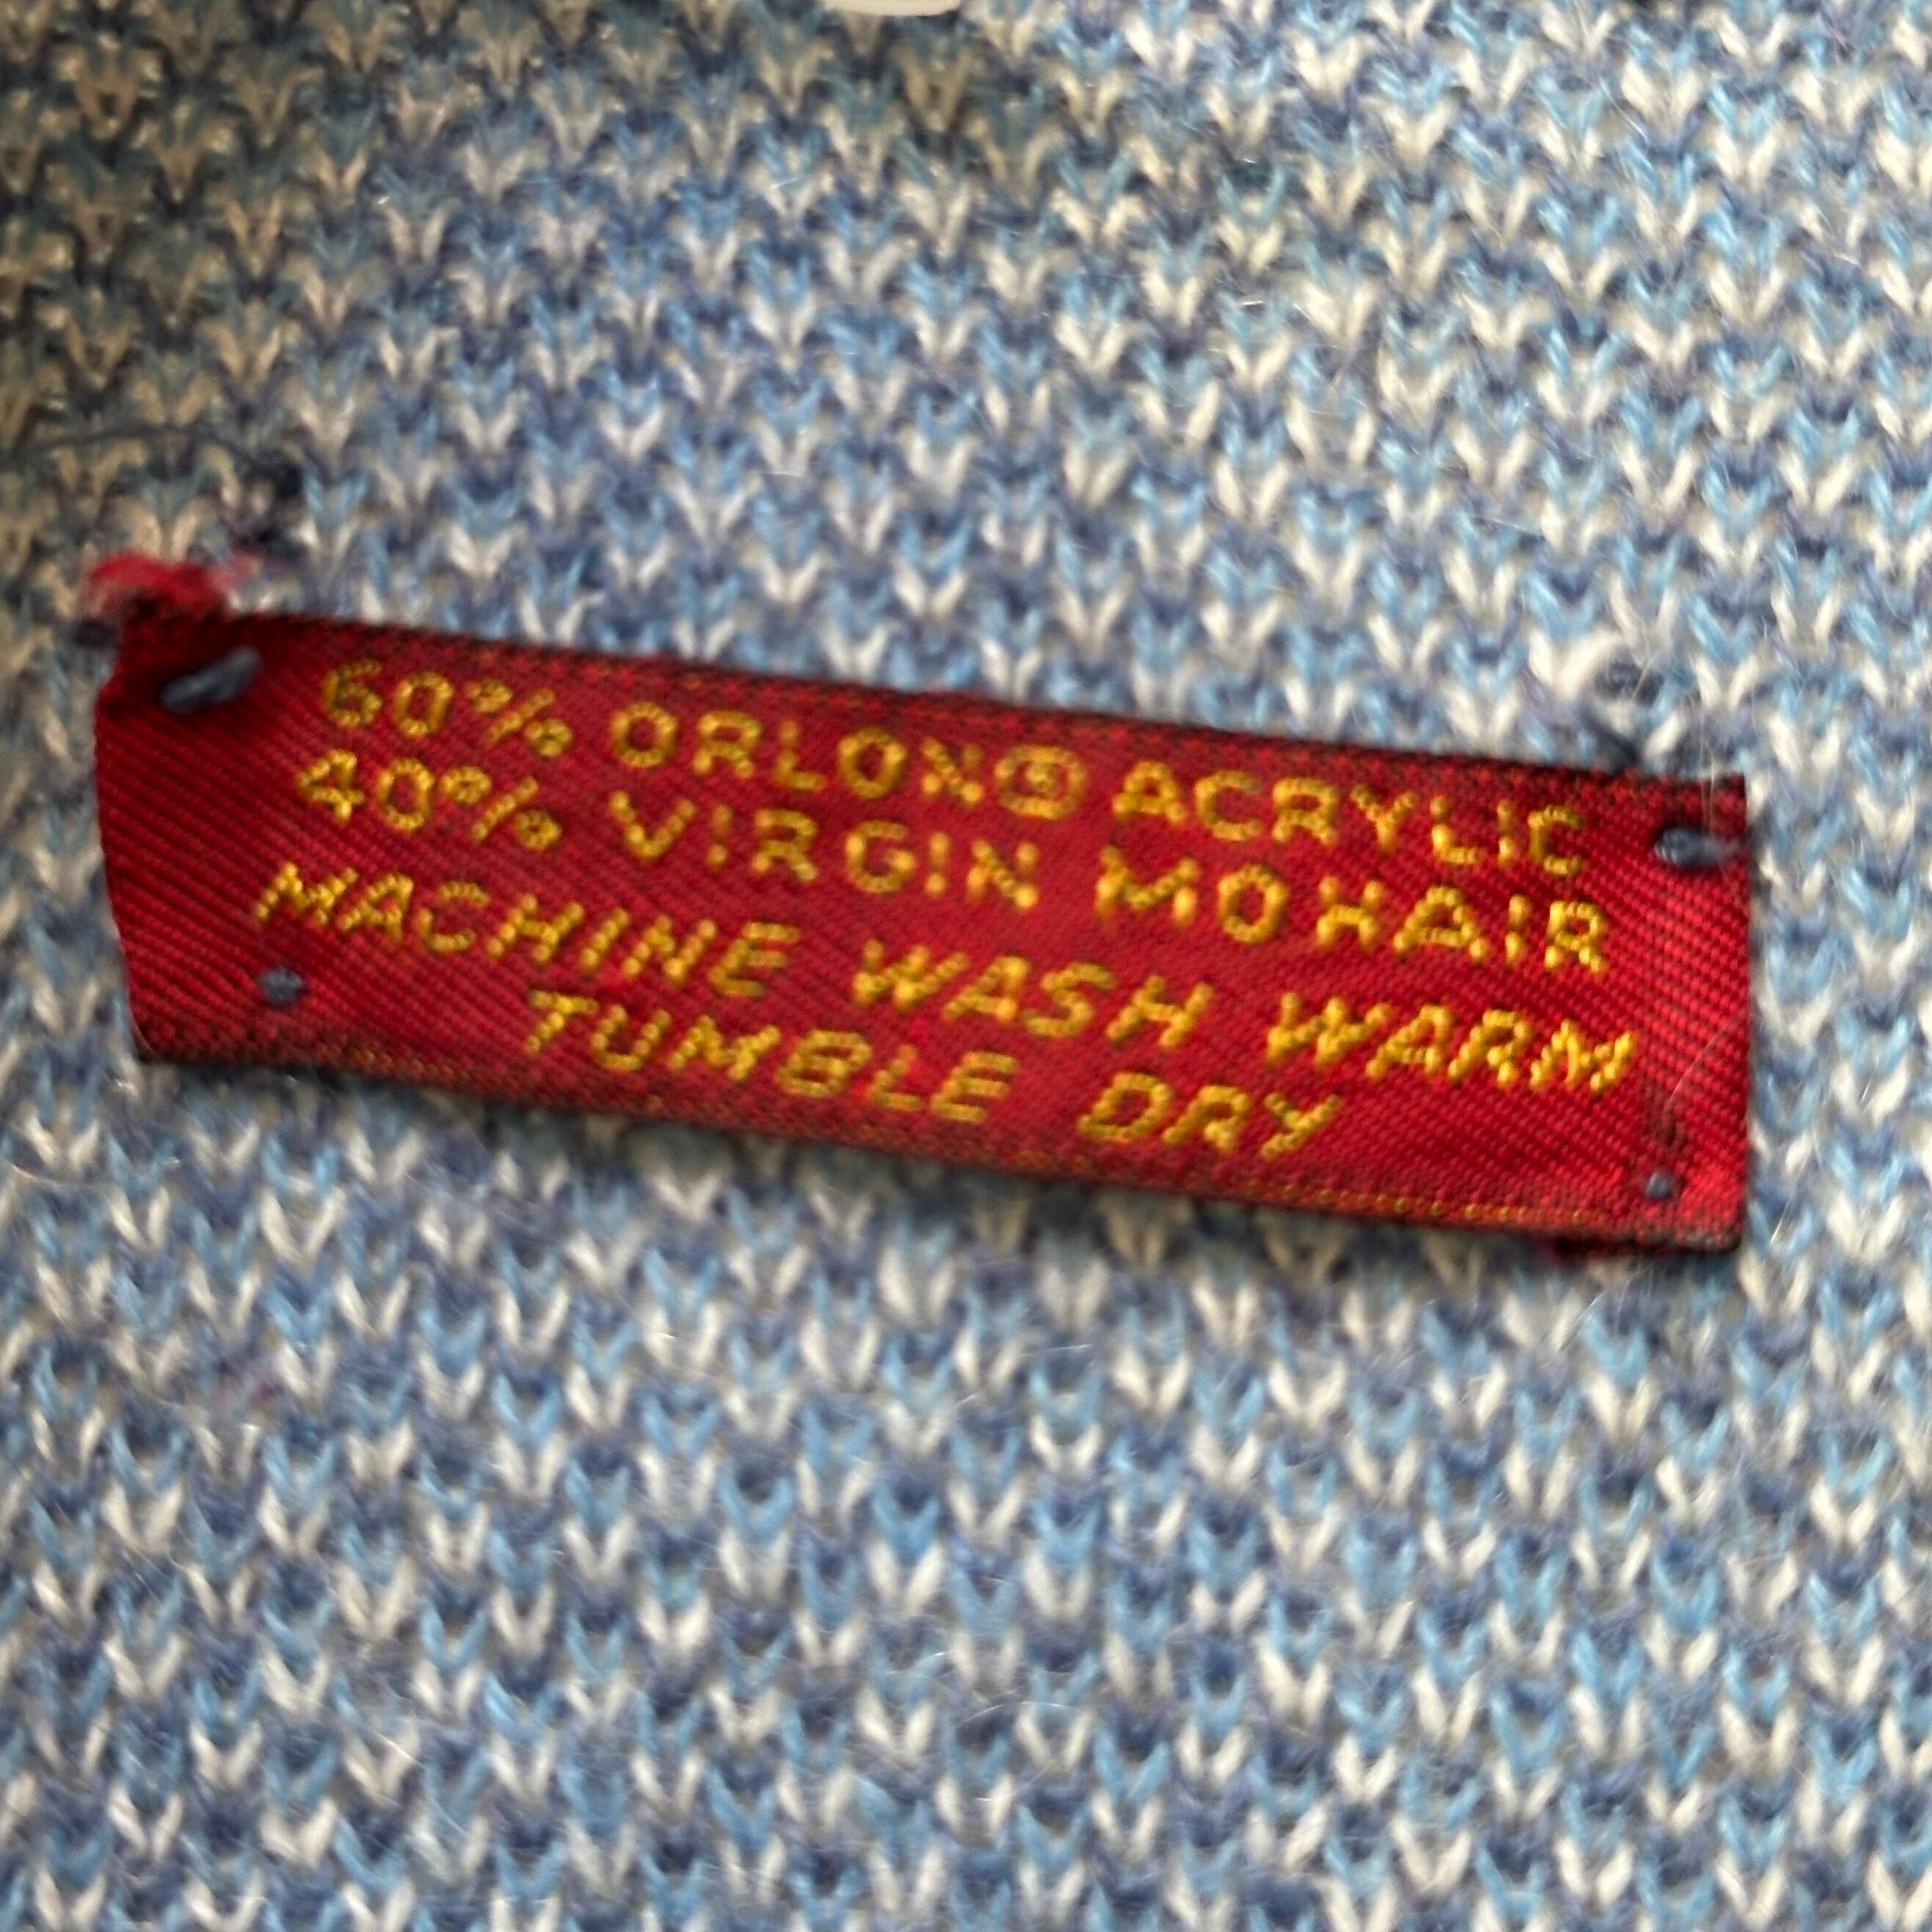 60% ORLON® ACRYLIC
40% VIRGIN MOHAIR
MACHINE WASH WARM
TUMBLE DRY